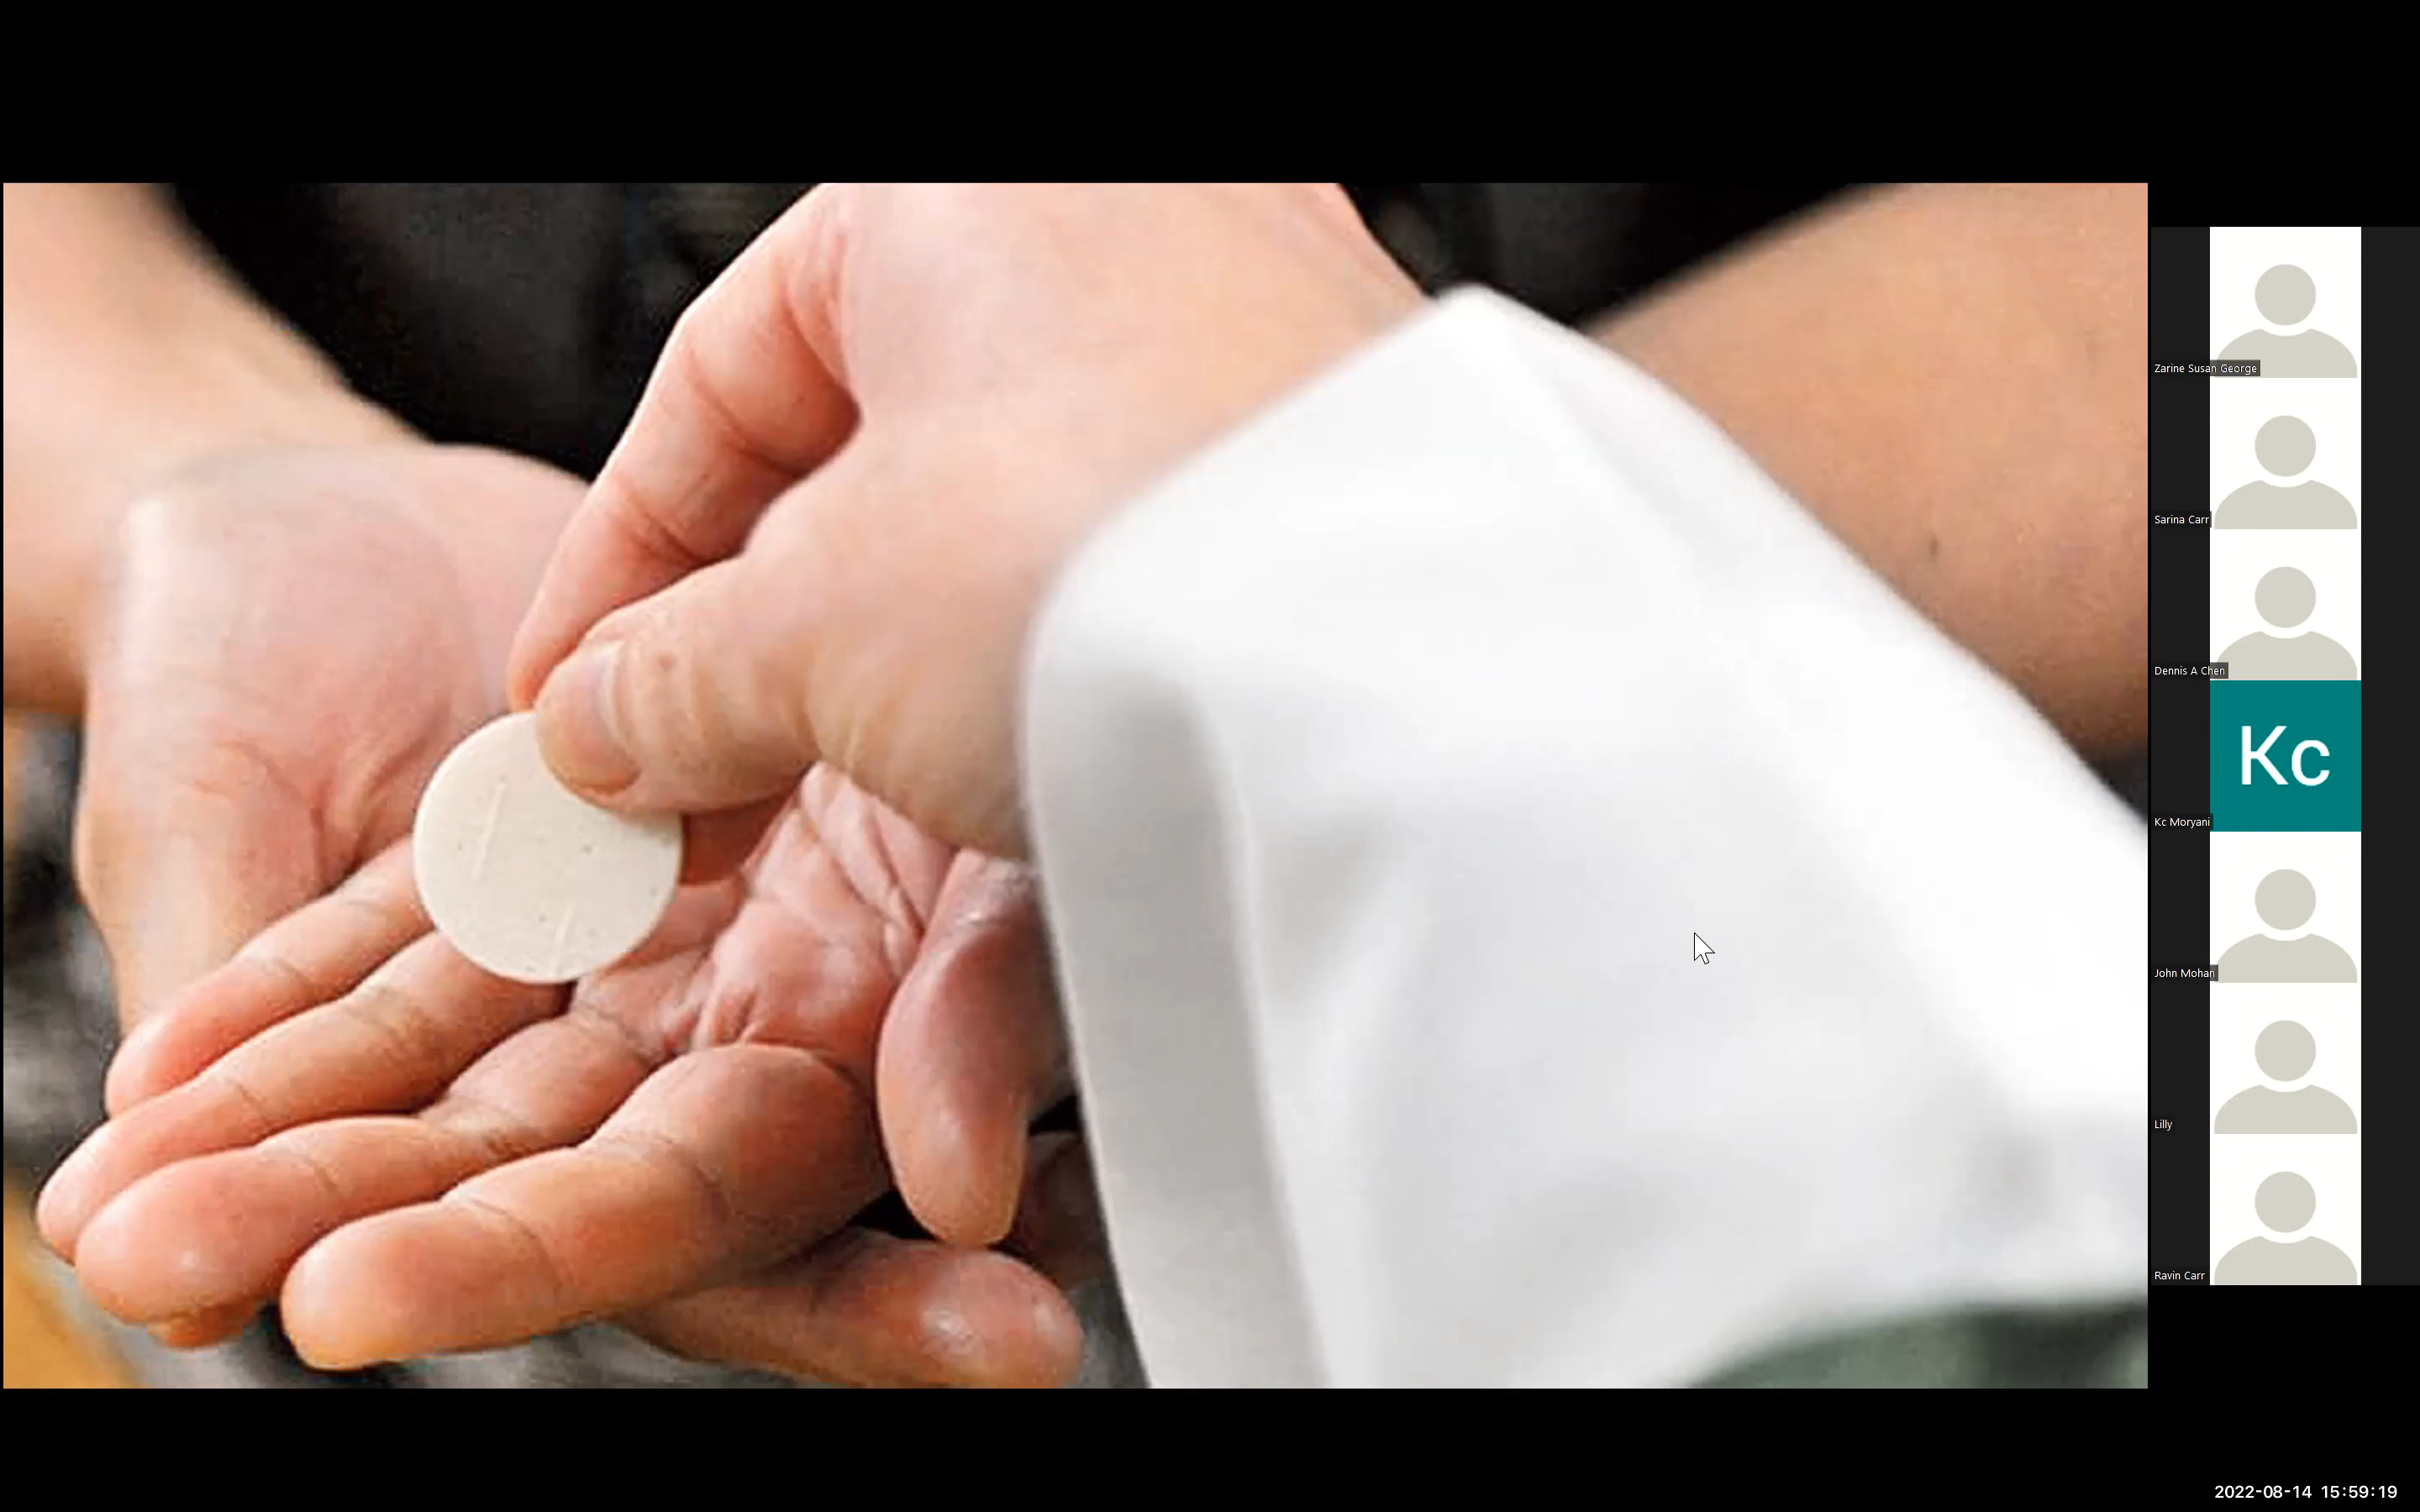 Zarine Susan George
Sarina Carr
Dennis A Chen
Kc
Kc Moryani
John Mohan
Lilly
Ravin Carr
2022-08-14 15:59:19